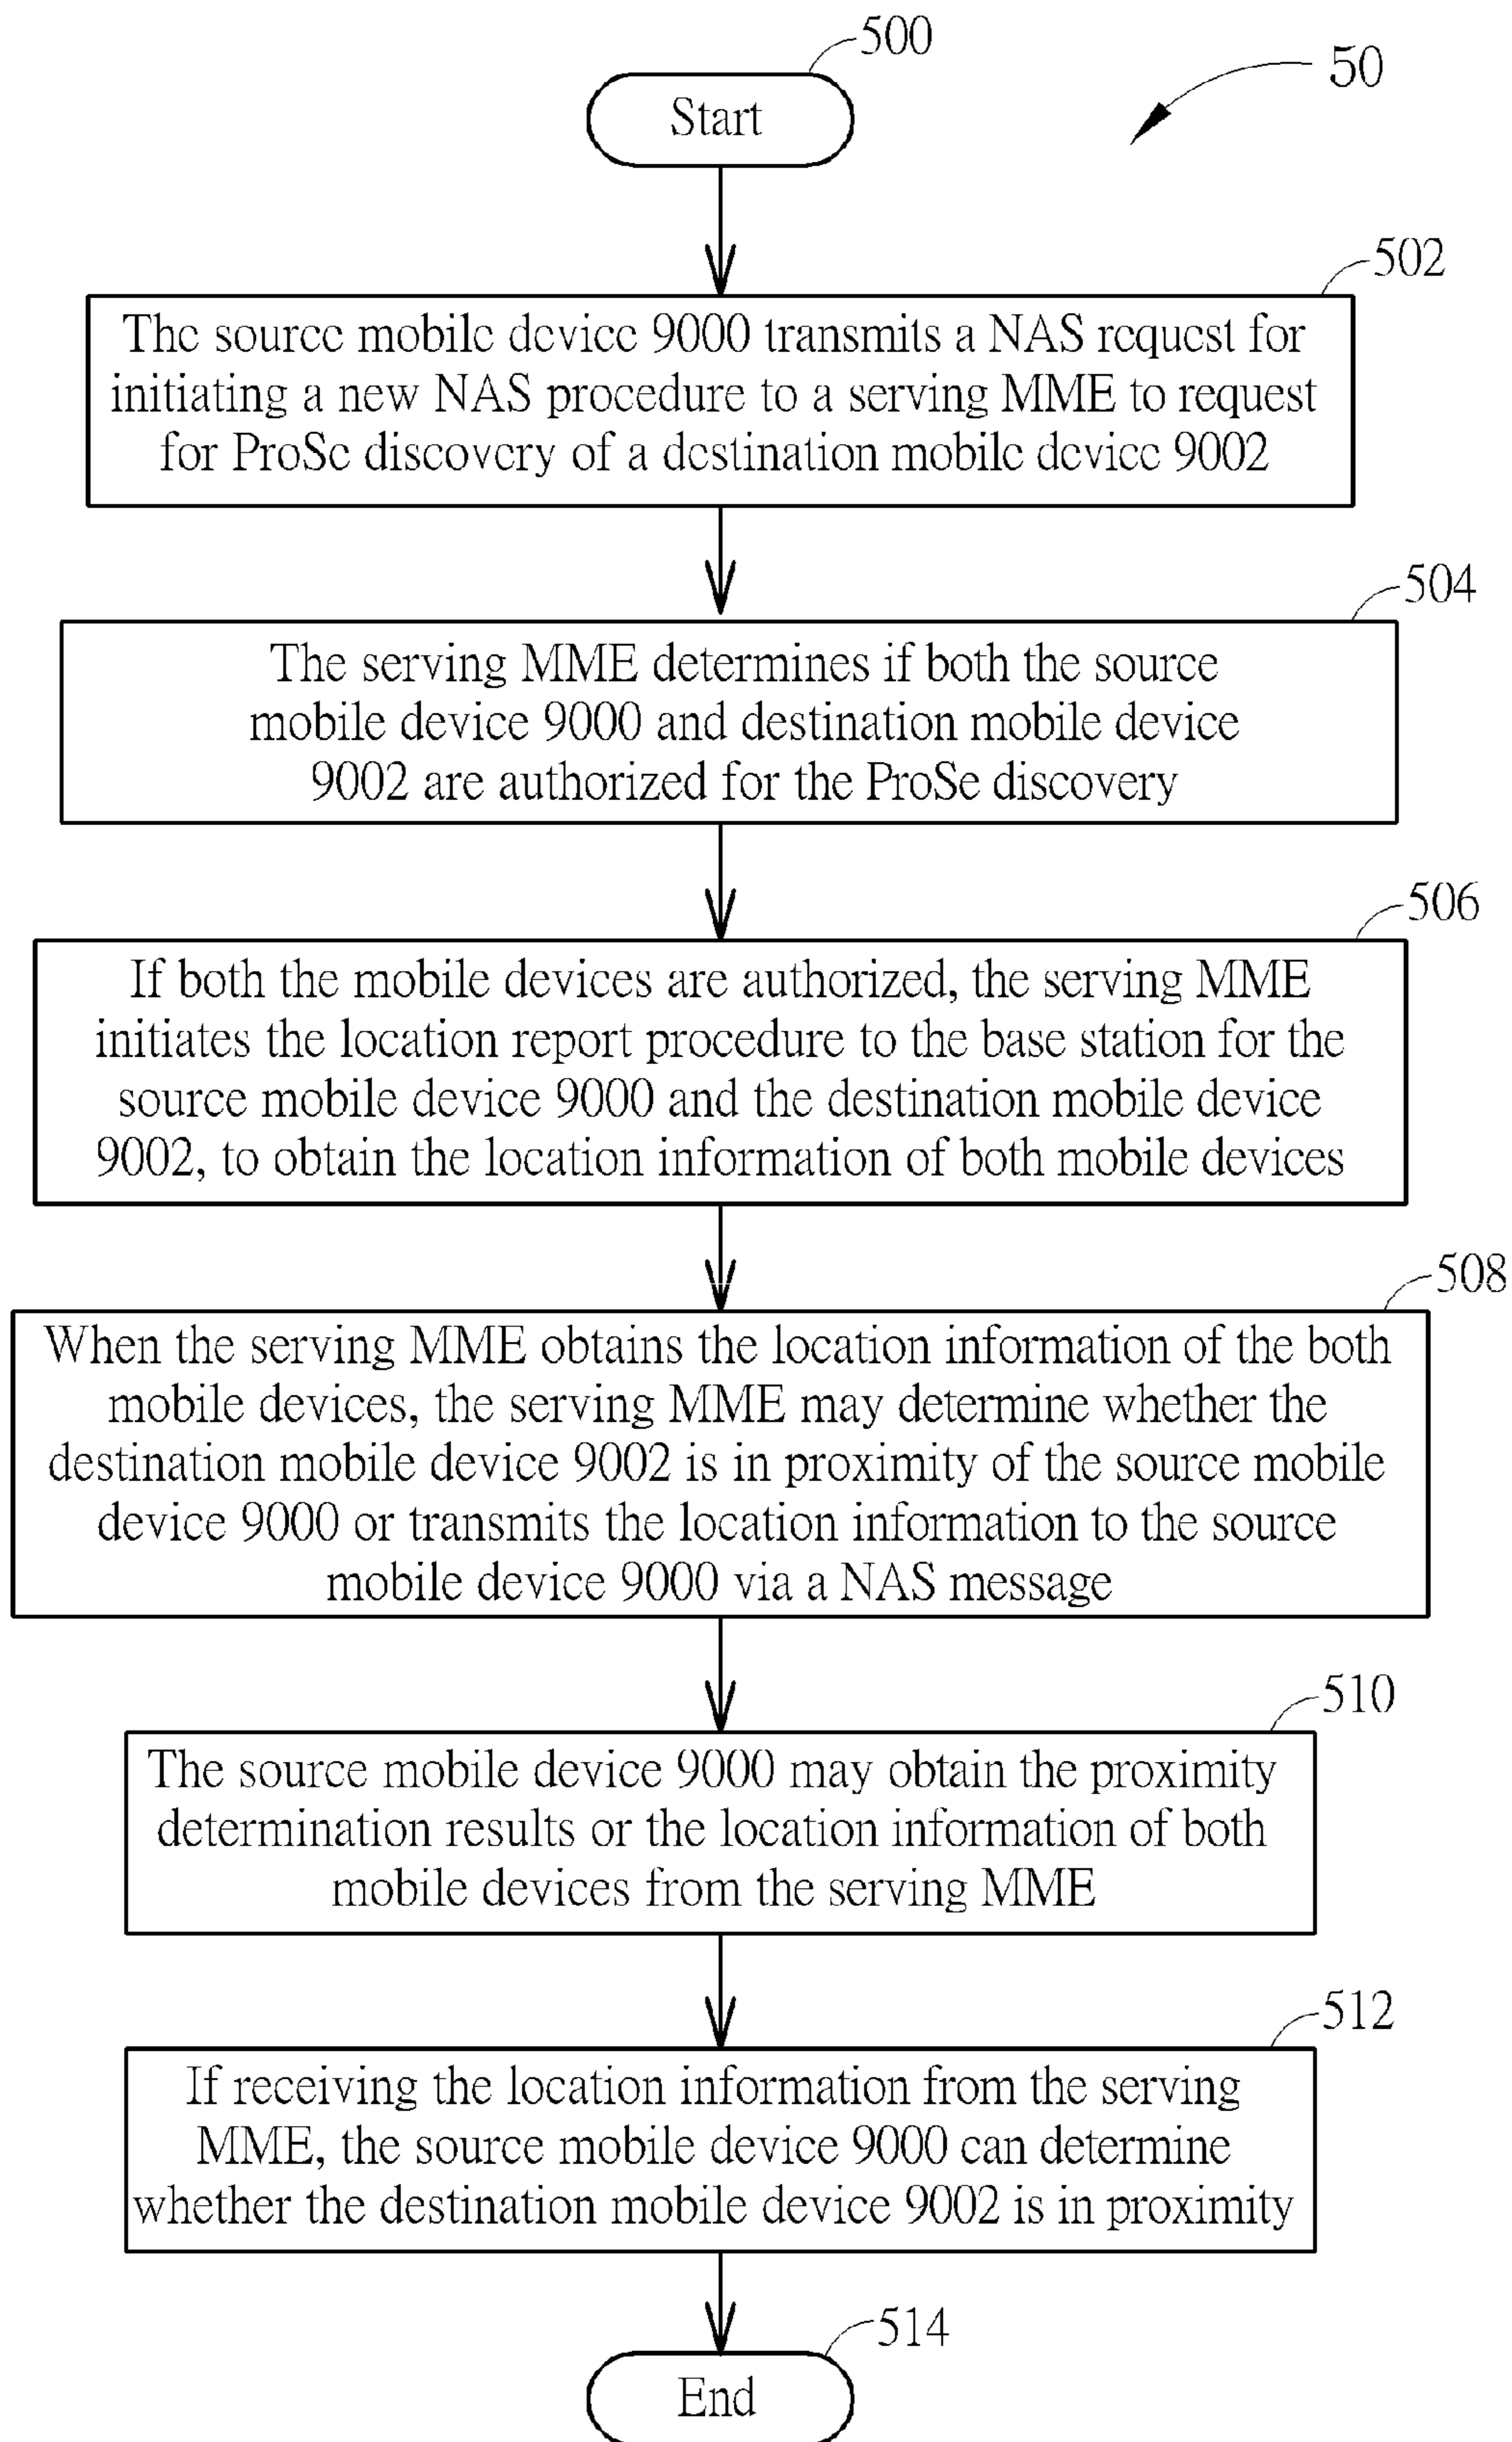 500
50
Start
502
The source mobile device 9000 transmits a NAS request for
initiating a new NAS procedure to a serving MME to request
for ProSe discovery of a destination mobile device 9002
504
The serving MME determines if both the source
mobile device 9000 and destination mobile device
9002 are authorized for the ProSe discovery
506
If both the mobile devices are authorized, the serving MME
initiates the location report procedure to the base station for the
source mobile device 9000 and the destination mobile device
9002, to obtain the location information of both mobile devices
508
When the serving MME obtains the location information of the both
mobile devices, the serving MME may determine whether the
destination mobile device 9002 is in proximity of the source mobile
device 9000 or transmits the location information to the source
mobile device 9000 via a NAS message
510
The source mobile device 9000 may obtain the proximity
determination results or the location information of both
mobile devices from the serving MME
512
If receiving the location information from the serving
MME, the source mobile device 9000 can determine
whether the destination mobile device 9002 is in proximity
514
End